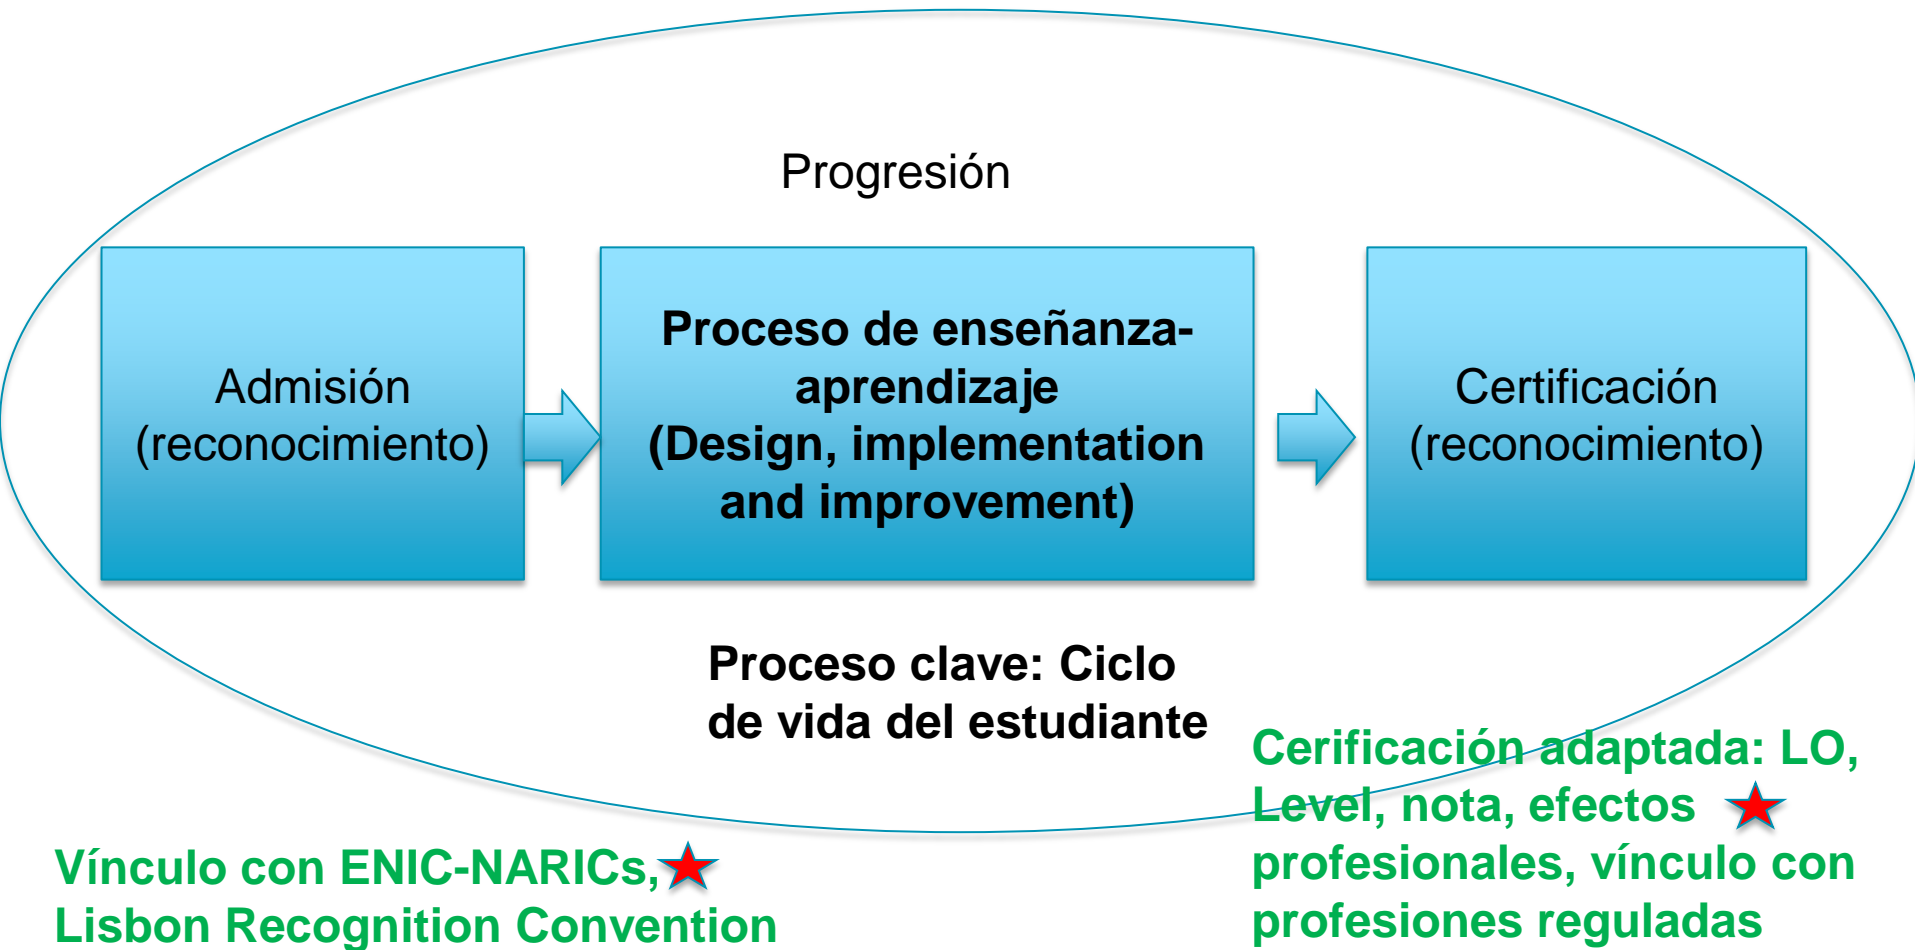 Progresión
Admisión
(reconocimiento)
Proceso de enseñanza-
aprendizaje
(Design, implementation
and improvement)
Certificación
(reconocimiento)
Proceso clave: Ciclo
de vida del estudiante
Cerificación adaptada: LO,
Level, nota, efectos
profesionales, vínculo con
profesiones reguladas
Vínculo con ENIC-NARICs,
Lisbon Recognition Convention